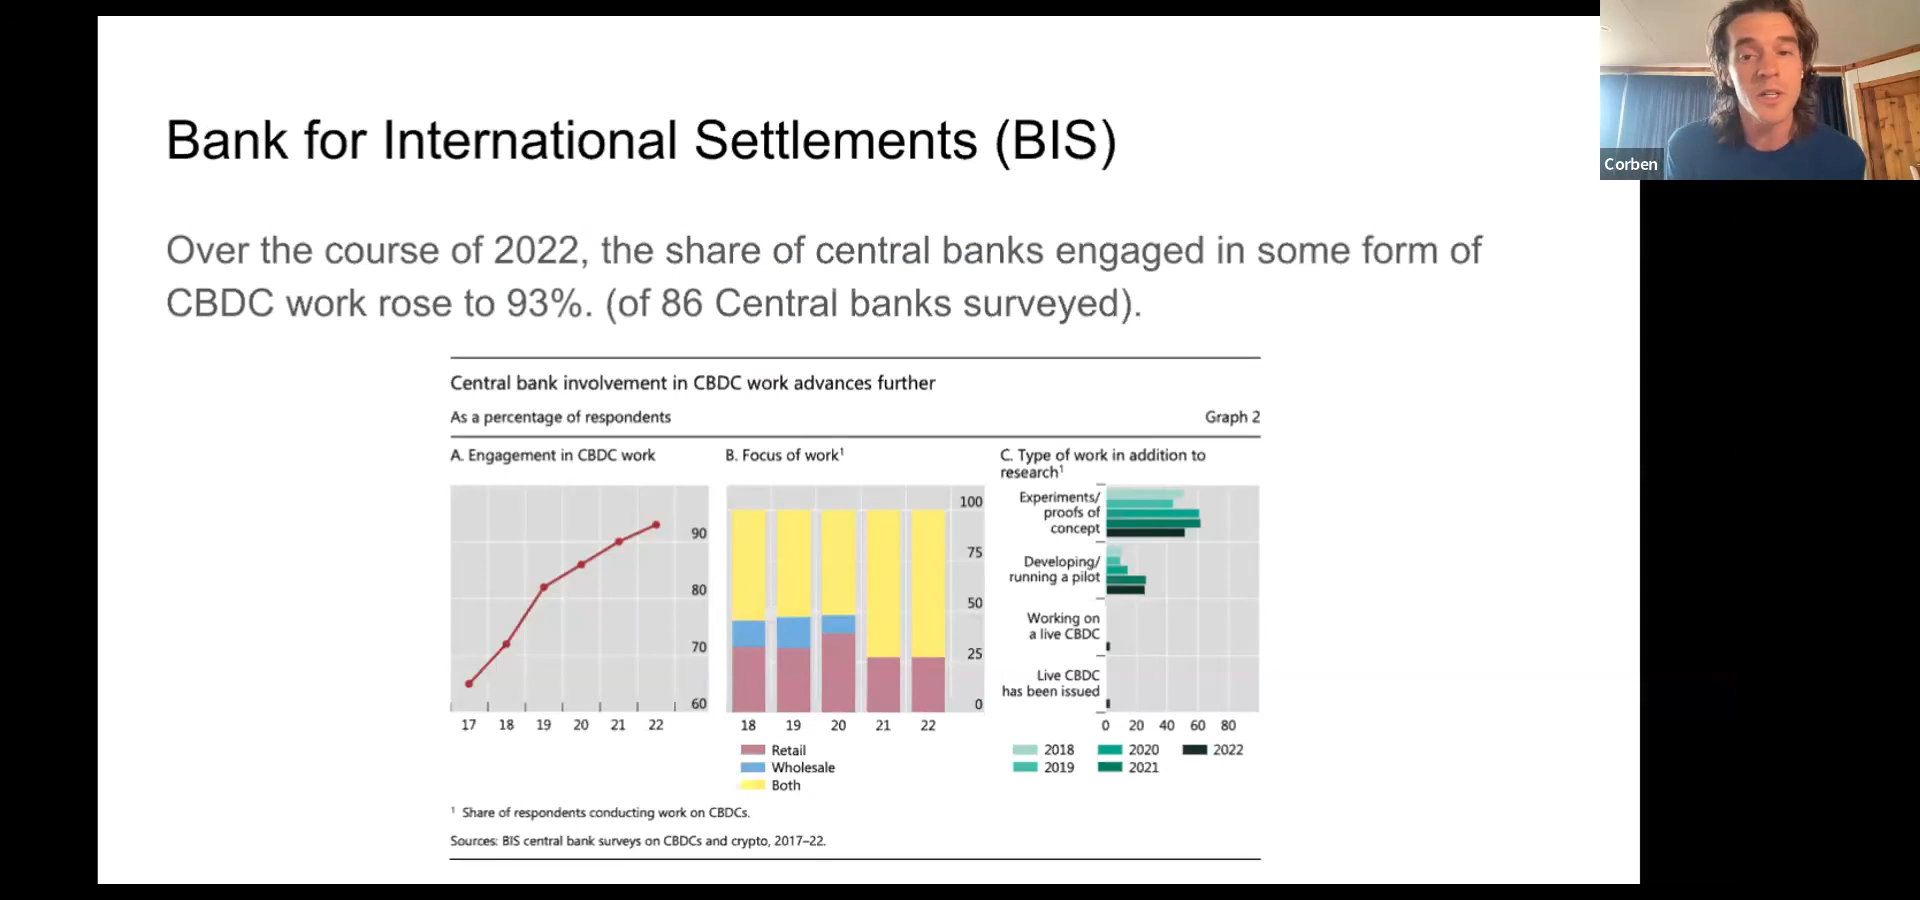 Bank for International Settlements (BIS)
Corben
Over the course of 2022, the share of central banks engaged in some form of
CBDC work rose to 93%. (of 86 Central banks surveyed).
Central bank involvement in CBDC work advances further
As a percentage of respondents
Graph 2
A. Engagement in CBDC work
90
80
70
60
17 18 19 20 21 22
B. Focus of work¹
100
75
50
25
0
18 19 20 21 22
Retail
Wholesale
Both
C. Type of work in addition to
research¹
Experiments/
proofs of
concept
Developing/
running a pilot
Working on
a live CBDC
Live CBDC
has been issued
0 20 40 60 80
2018 2020 2022
2019 2021
¹ Share of respondents conducting work on CBDCs.
Sources: BIS central bank surveys on CBDCs and crypto, 2017–22.